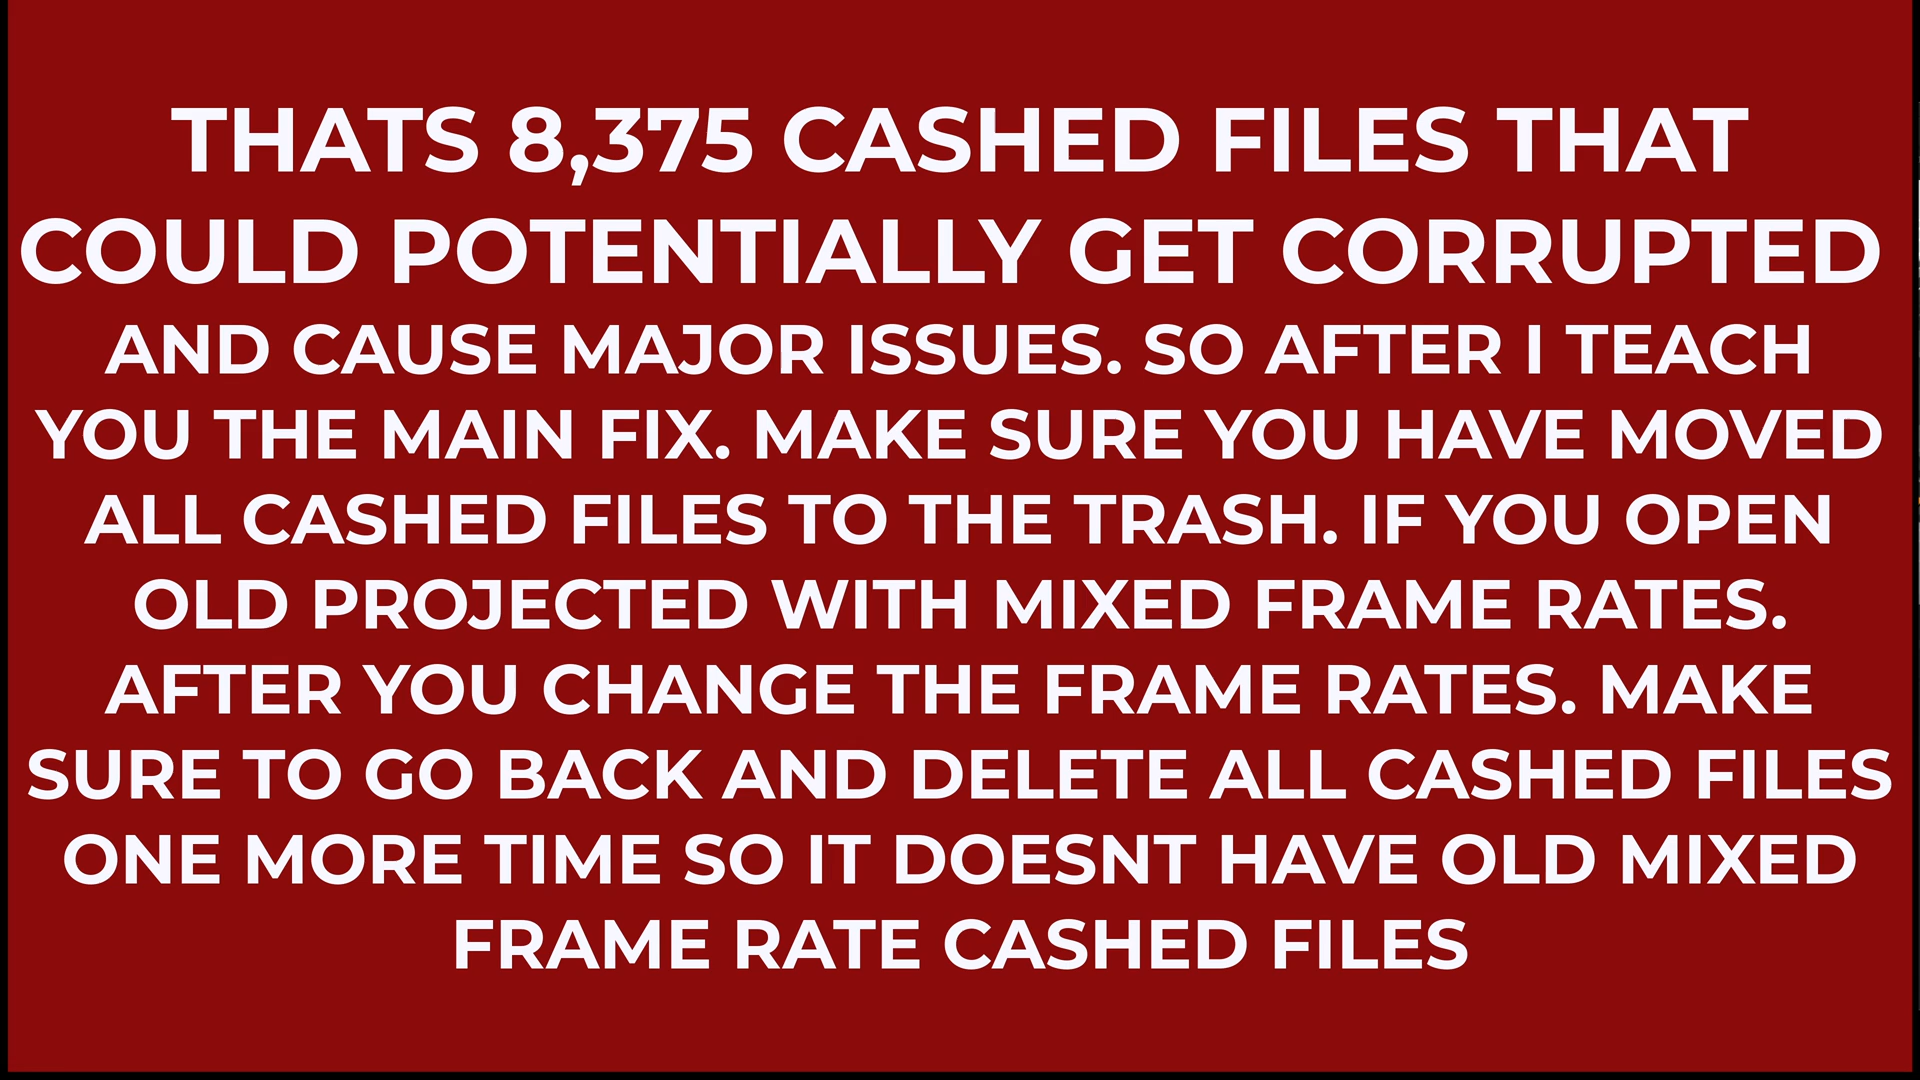 THATS 8,375 CASHED FILES THAT
COULD POTENTIALLY GET CORRUPTED
AND CAUSE MAJOR ISSUES. SO AFTER I TEACH
YOU THE MAIN FIX. MAKE SURE YOU HAVE MOVED
ALL CASHED FILES TO THE TRASH. IF YOU OPEN
OLD PROJECTED WITH MIXED FRAME RATES.
AFTER YOU CHANGE THE FRAME RATES. MAKE
SURE TO GO BACK AND DELETE ALL CASHED FILES
ONE MORE TIME SO IT DOESNT HAVE OLD MIXED
FRAME RATE CASHED FILES